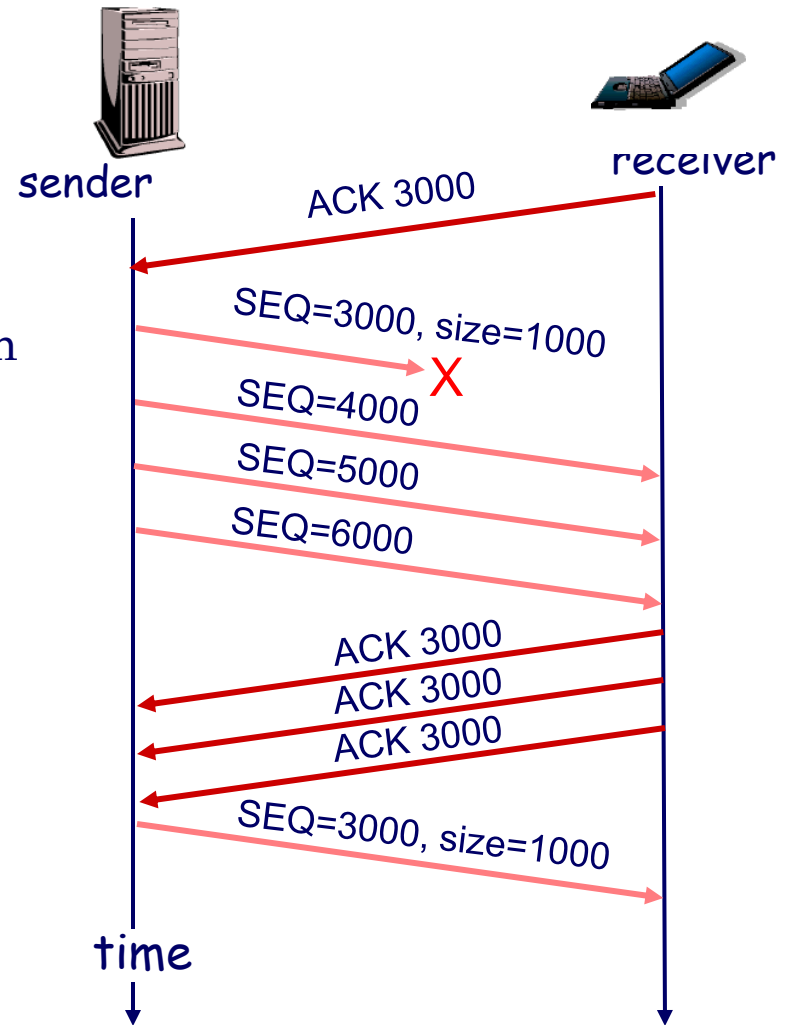 sender
receiver
ACK 3000
SEQ=3000, size=1000
n
X
SEQ=4000
SEQ=5000
SEQ=6000
ACK 3000
ACK 3000
ACK 3000
SEQ=3000, size=1000
time